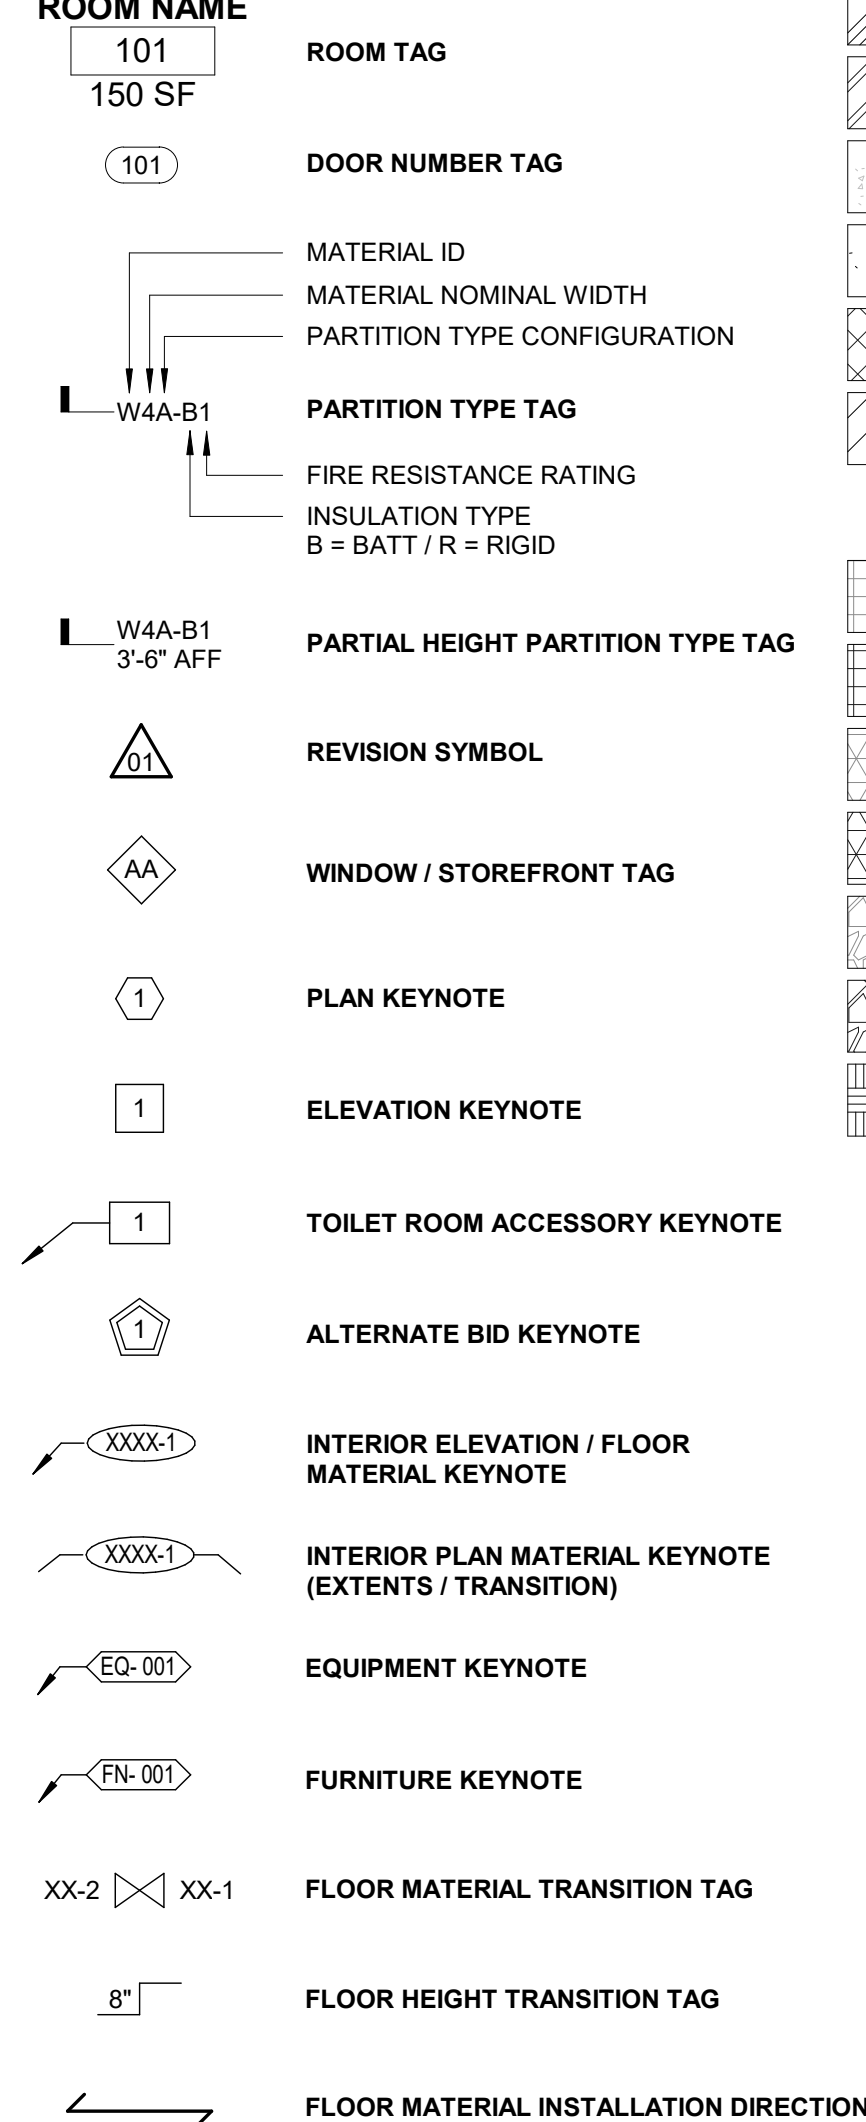 ROOM NAME
101
150 SF
ROOM TAG
101
DOOR NUMBER TAG
MATERIAL ID
MATERIAL NOMINAL WIDTH
PARTITION TYPE CONFIGURATION
W4A-B1
PARTITION TYPE TAG
FIRE RESISTANCE RATING
INSULATION TYPE
B = BATT / R = RIGID
W4A-B1
3'-6" AFF
PARTIAL HEIGHT PARTITION TYPE TAG
01
REVISION SYMBOL
AA
WINDOW / STOREFRONT TAG
1
PLAN KEYNOTE
1
ELEVATION KEYNOTE
1
TOILET ROOM ACCESSORY KEYNOTE
1
ALTERNATE BID KEYNOTE
XXXX-1
INTERIOR ELEVATION / FLOOR
MATERIAL KEYNOTE
XXXX-1
INTERIOR PLAN MATERIAL KEYNOTE
(EXTENTS / TRANSITION)
EQ- 001
EQUIPMENT KEYNOTE
FN- 001
FURNITURE KEYNOTE
XX-2 XX-1
FLOOR MATERIAL TRANSITION TAG
8"
FLOOR HEIGHT TRANSITION TAG
FLOOR MATERIAL INSTALLATION DIRECTION